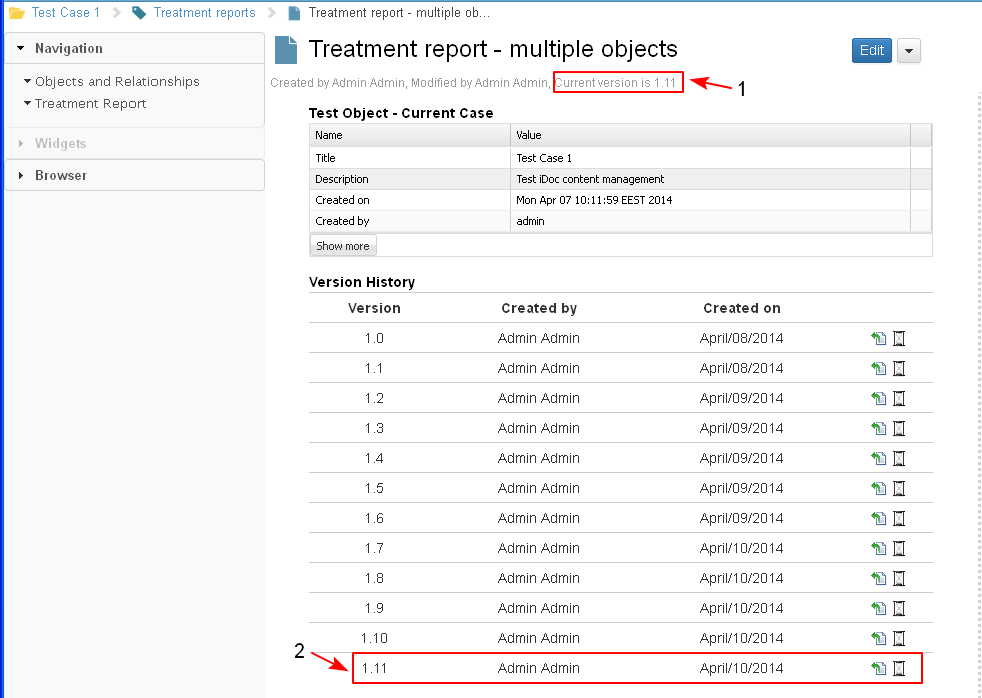 Test Case 1 Treatment reports Treatment report - multiple ob...
Navigation
Objects and Relationships
Treatment Report
Widgets
Browser
Treatment report - multiple objects
Edit
Created by Admin Admin, Modified by Admin Admin, Current version is 1.11
1
Test Object - Current Case
Name Value
Title Test Case 1
Description Test iDoc content management
Created on Mon Apr 07 10:11:59 EEST 2014
Created by admin
Show more
Version History
Version Created by Created on
1.0 Admin Admin April/08/2014
1.1 Admin Admin April/08/2014
1.2 Admin Admin April/09/2014
1.3 Admin Admin April/09/2014
1.4 Admin Admin April/09/2014
1.5 Admin Admin April/09/2014
1.6 Admin Admin April/09/2014
1.7 Admin Admin April/10/2014
1.8 Admin Admin April/10/2014
1.9 Admin Admin April/10/2014
1.10 Admin Admin April/10/2014
2
1.11 Admin Admin April/10/2014